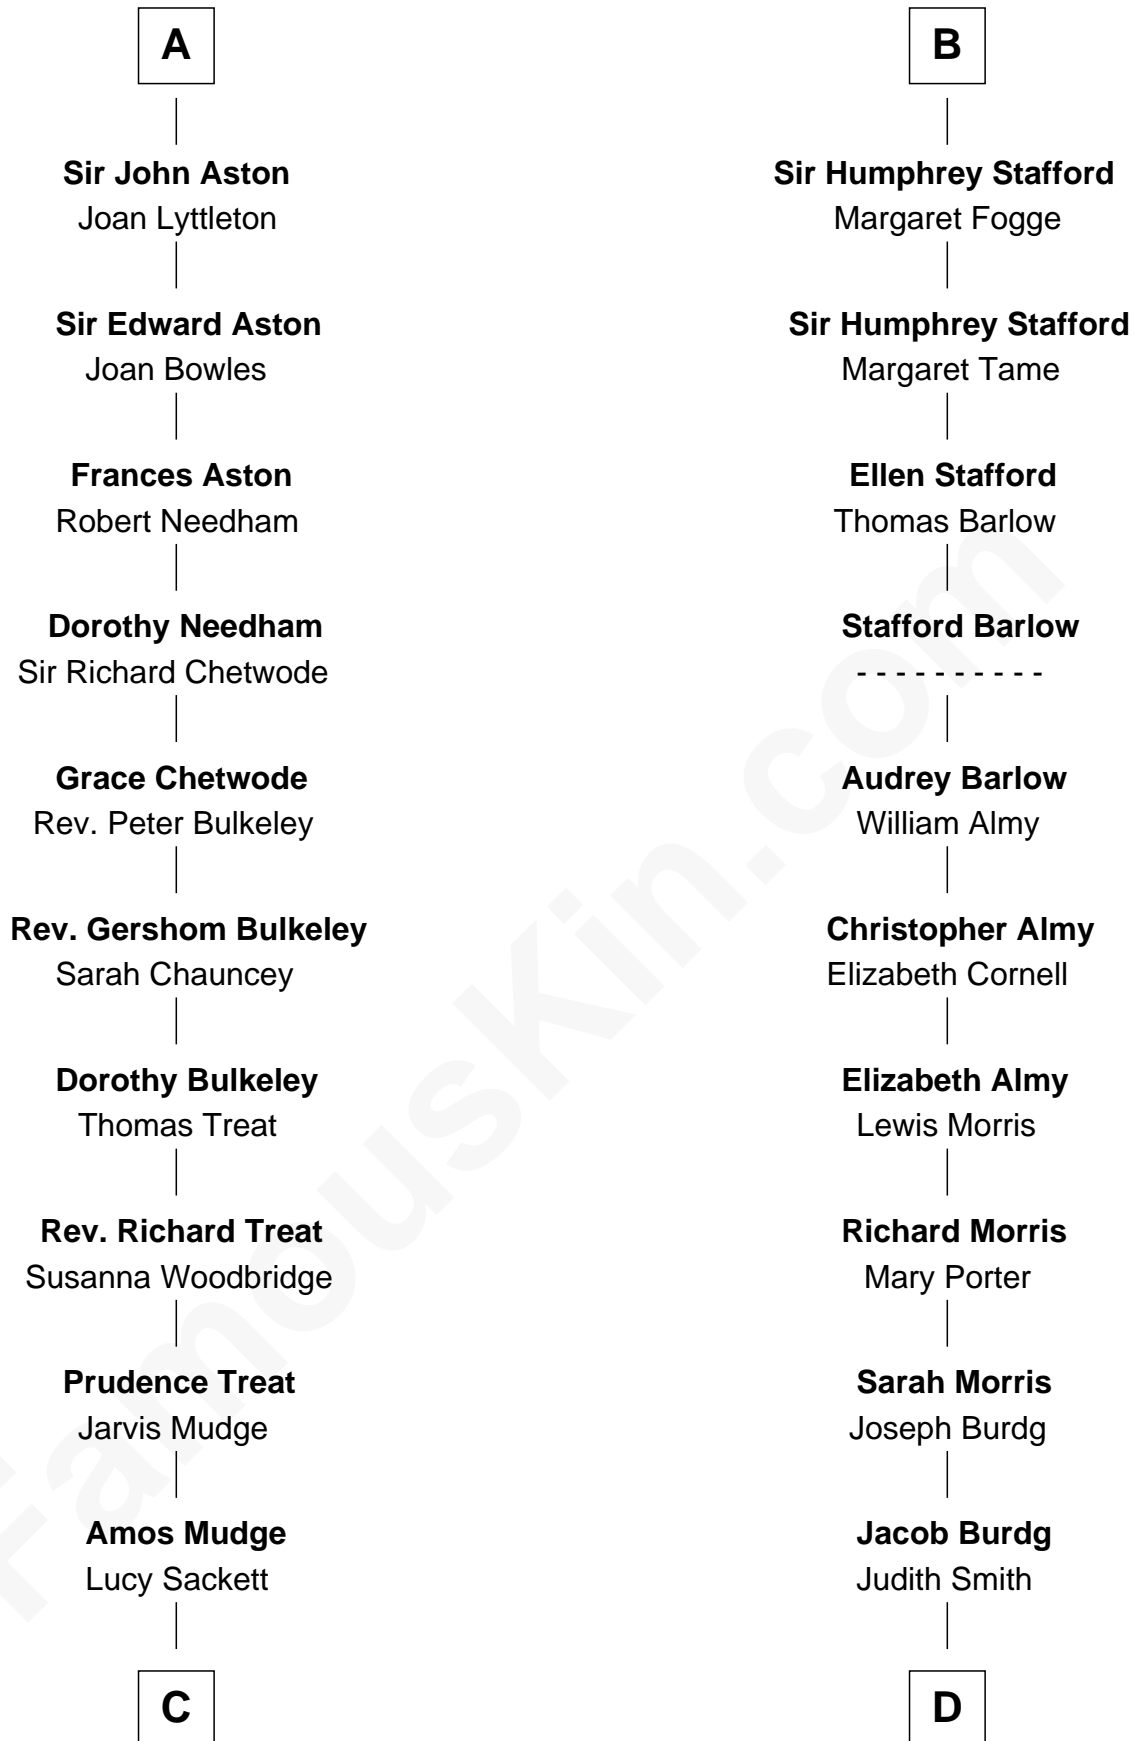 A
Sir John Aston
Joan Lyttleton
Sir Edward Aston
Joan Bowles
Frances Aston
Robert Needham
Dorothy Needham
Sir Richard Chetwode
Grace Chetwode
Rev. Peter Bulkeley
Rev. Gershom Bulkeley
Sarah Chauncey
Dorothy Bulkeley
Thomas Treat
Rev. Richard Treat
Susanna Woodbridge
Prudence Treat
Jarvis Mudge
Amos Mudge
Lucy Sackett
C
B
Sir Humphrey Stafford
Margaret Fogge
Sir Humphrey Stafford
Margaret Tame
Ellen Stafford
Thomas Barlow
Stafford Barlow
- - - - - - - - - -
Audrey Barlow
William Almy
Christopher Almy
Elizabeth Cornell
Elizabeth Almy
Lewis Morris
Richard Morris
Mary Porter
Sarah Morris
Joseph Burdg
Jacob Burdg
Judith Smith
D
FamousKin.com